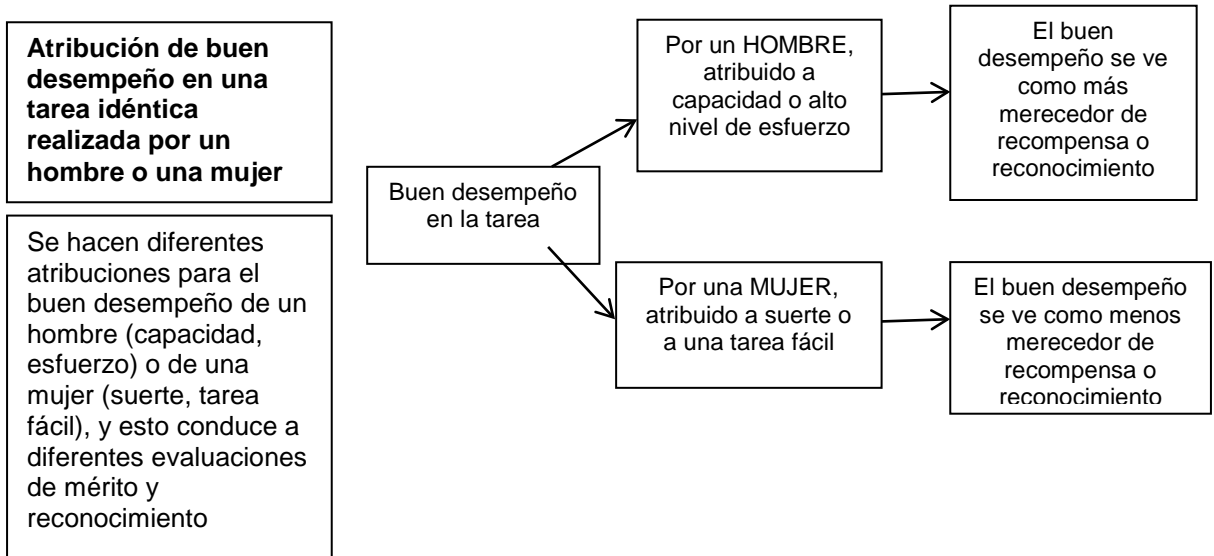 Atribución de buen
desempeño en una
tarea idéntica
realizada por un
hombre o una mujer
Se hacen diferentes
atribuciones para el
buen desempeño de un
hombre (capacidad,
esfuerzo) o de una
mujer (suerte, tarea
fácil), y esto conduce a
diferentes evaluaciones
de mérito y
reconocimiento
Buen desempeño
en la tarea
Por un HOMBRE,
atribuido a
capacidad o alto
nivel de esfuerzo
El buen
desempeño se ve
como más
merecedor de
recompensa o
reconocimiento
Por una MUJER,
atribuido a suerte o
a una tarea fácil
El buen desempeño
se ve como menos
merecedor de
recompensa o
reconocimiento